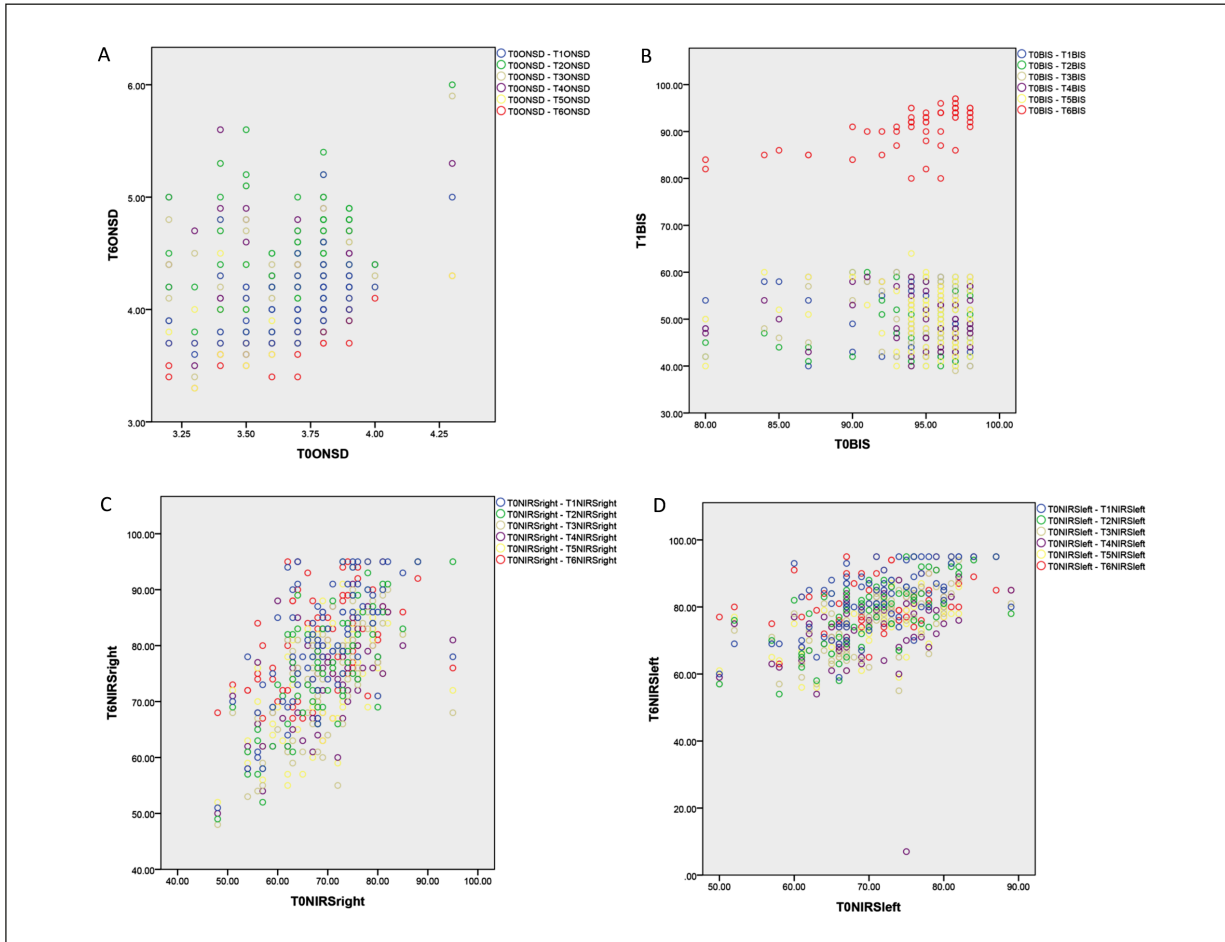 A
T0ONSD - T1ONSD
T0ONSD - T2ONSD
T0ONSD - T3ONSD
T0ONSD - T4ONSD
T0ONSD - T5ONSD
T0ONSD - T6ONSD
6.00
5.00
4.00
3.00
T6ONSD
3.25 3.50 3.75 4.00 4.25
T0ONSD
B
T0BIS - T1BIS
T0BIS - T2BIS
T0BIS - T3BIS
T0BIS - T4BIS
T0BIS - T5BIS
T0BIS - T6BIS
100.00
90.00
80.00
70.00
60.00
50.00
40.00
30.00
T1BIS
80.00 85.00 90.00 95.00 100.00
T0BIS
C
T0NIRSright - T1NIRSright
T0NIRSright - T2NIRSright
T0NIRSright - T3NIRSright
T0NIRSright - T4NIRSright
T0NIRSright - T5NIRSright
T0NIRSright - T6NIRSright
100.00
90.00
80.00
70.00
60.00
50.00
40.00
T6NIRSright
40.00 50.00 60.00 70.00 80.00 90.00 100.00
T0NIRSright
D
T0NIRSleft - T1NIRSleft
T0NIRSleft - T2NIRSleft
T0NIRSleft - T3NIRSleft
T0NIRSleft - T4NIRSleft
T0NIRSleft - T5NIRSleft
T0NIRSleft - T6NIRSleft
100.00
80.00
60.00
40.00
20.00
.00
T6NIRSleft
50.00 60.00 70.00 80.00 90.00
T0NIRSleft